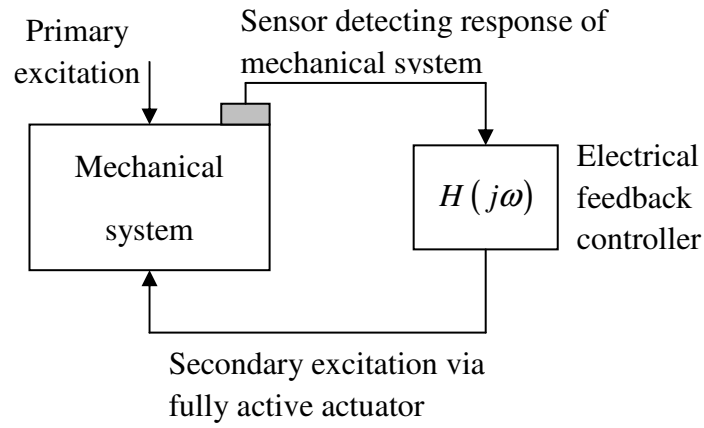 Primary
excitation
Sensor detecting response of
mechanical system
Mechanical
system
H(jω)
Electrical
feedback
controller
Secondary excitation via
fully active actuator